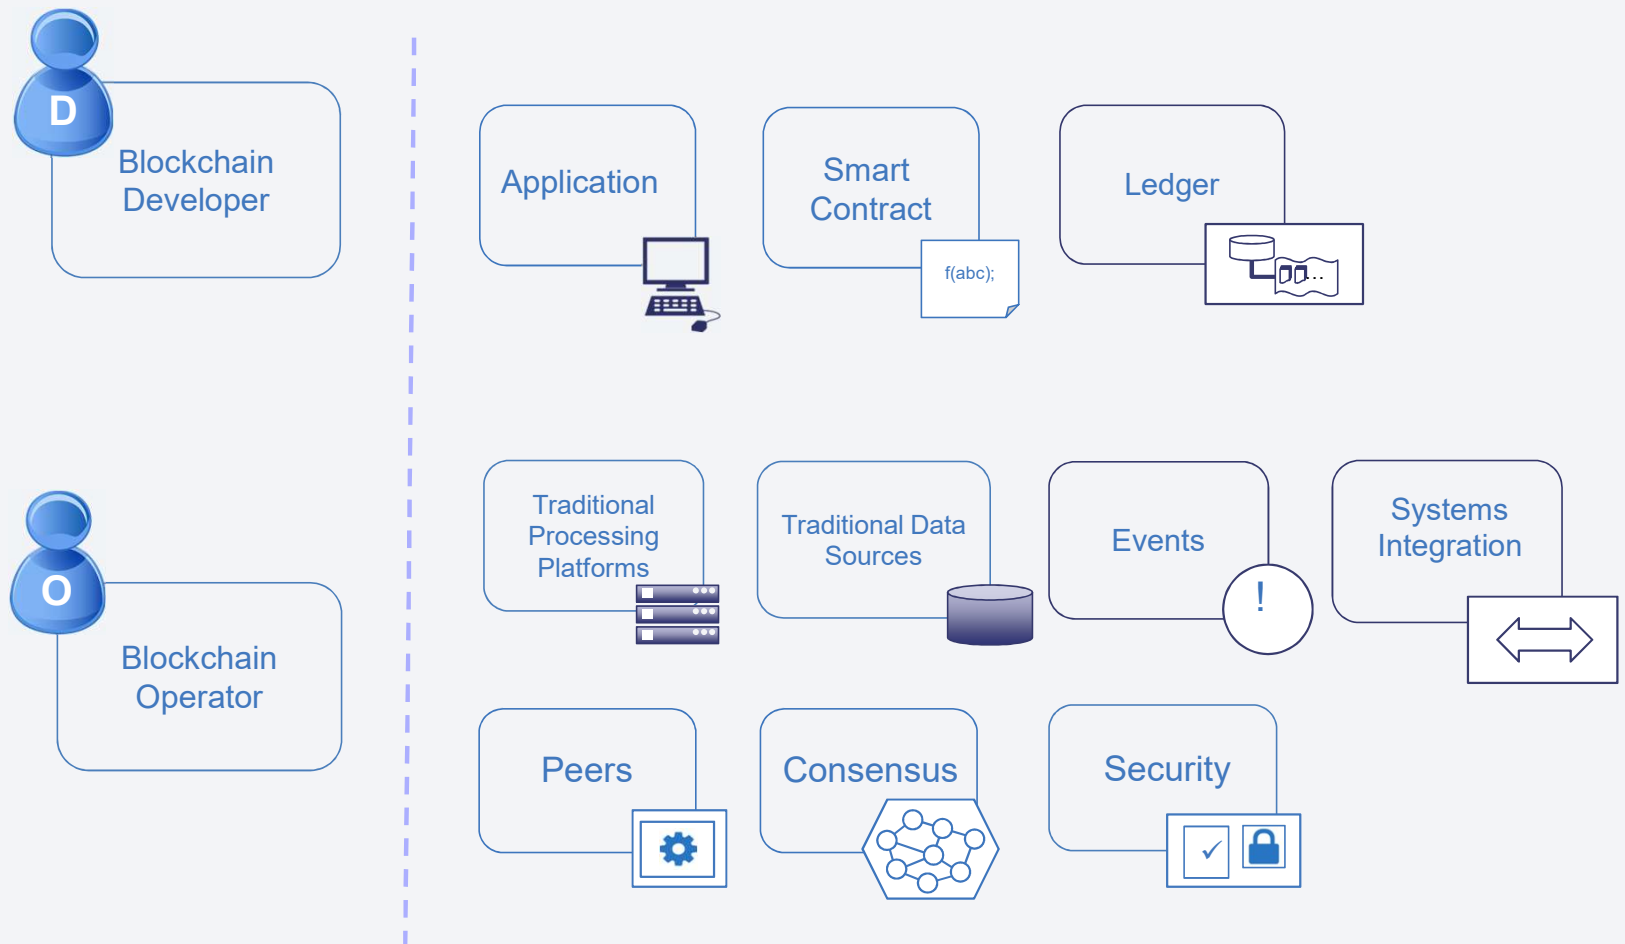 D
Blockchain
Developer
Application
Smart
Contract
f(abc);
Ledger
...
O
Blockchain
Operator
Traditional
Processing
Platforms
Traditional Data
Sources
Events
!
Systems
Integration
Peers
Consensus
Security